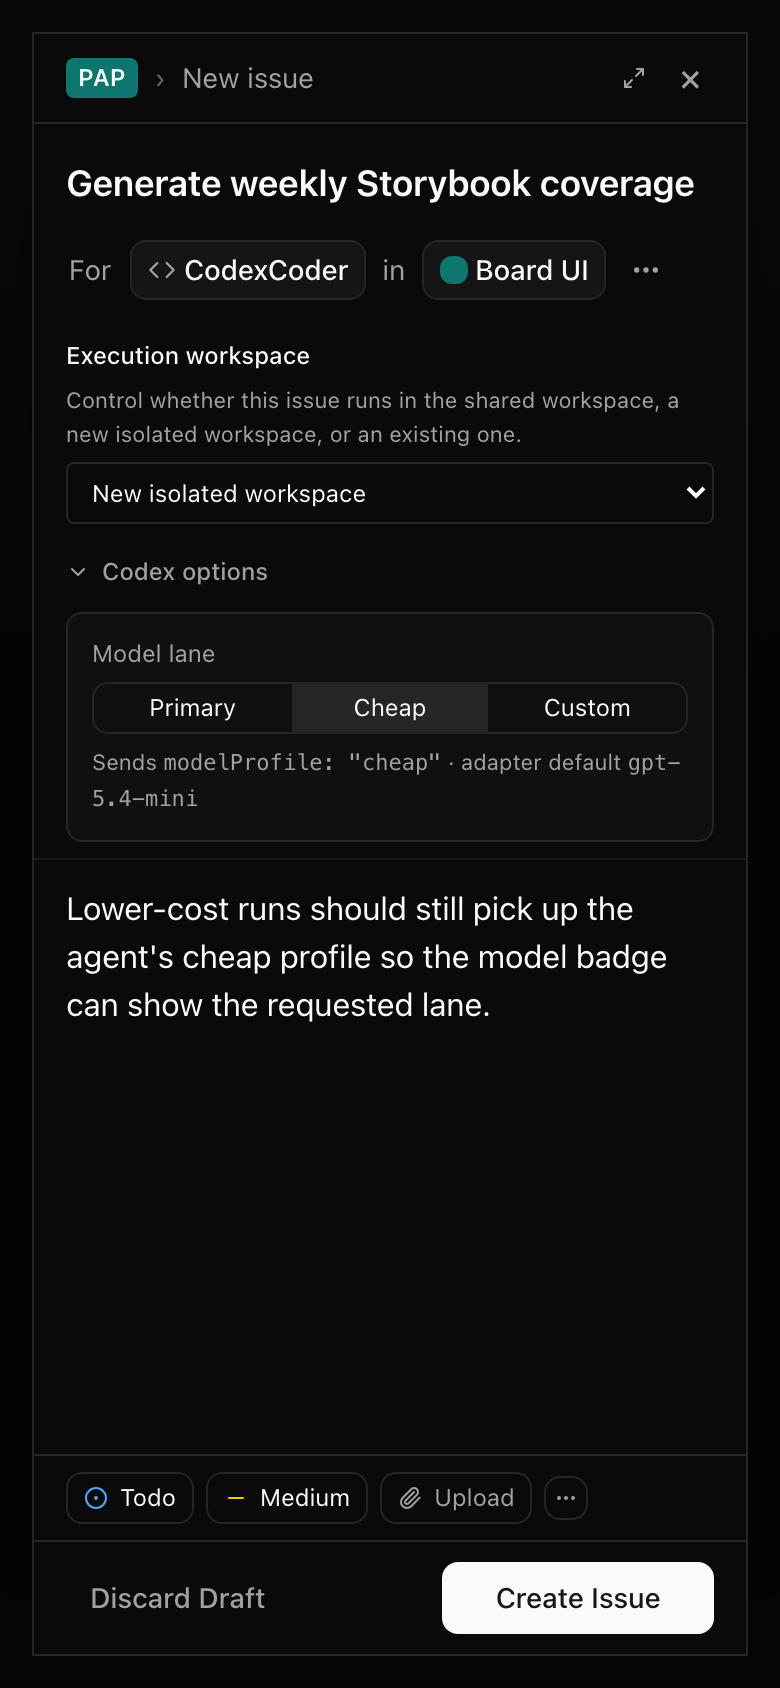 PAP › New issue
Generate weekly Storybook coverage
For CodexCoder in Board UI
Execution workspace
Control whether this issue runs in the shared workspace, a
new isolated workspace, or an existing one.
New isolated workspace
Codex options
Model lane
Primary Cheap Custom
Sends modelProfile: "cheap" · adapter default gpt-
5.4-mini
Lower-cost runs should still pick up the
agent's cheap profile so the model badge
can show the requested lane.
Todo Medium Upload
Discard Draft Create Issue